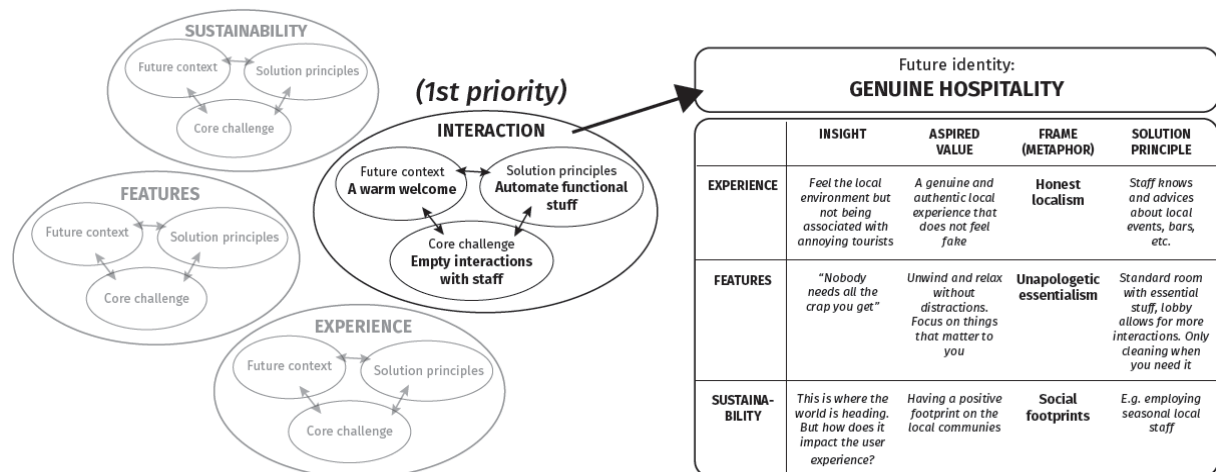 SUSTAINABILITY
Future context
Solution principles
Core challenge
FEATURES
Future context
Solution principles
Core challenge
EXPERIENCE
Future context
Solution principles
Core challenge
(1st priority)
INTERACTION
Future context
A warm welcome
Solution principles
Automate functional
stuff
Core challenge
Empty interactions
with staff
Future identity:
GENUINE HOSPITALITY
INSIGHT
ASPIRED
VALUE
FRAME
(METAPHOR)
SOLUTION
PRINCIPLE
EXPERIENCE
Feel the local
environment but
not being
associated with
annoying tourists
A genuine and
authentic local
experience that
does not feel
fake
Honest
localism
Staff knows
and advices
about local
events, bars,
etc.
FEATURES
“Nobody
needs all the
crap you get”
Unwind and relax
without
distractions.
Focus on things
that matter to
you
Unapologetic
essentialism
Standard room
with essential
stuff, lobby
allows for more
interactions. Only
cleaning when
you need it
SUSTAINA-
BILITY
This is where the
world is heading.
But how does it
impact the user
experience?
Having a positive
footprint on the
local communies
Social
footprints
E.g. employing
seasonal local
staff